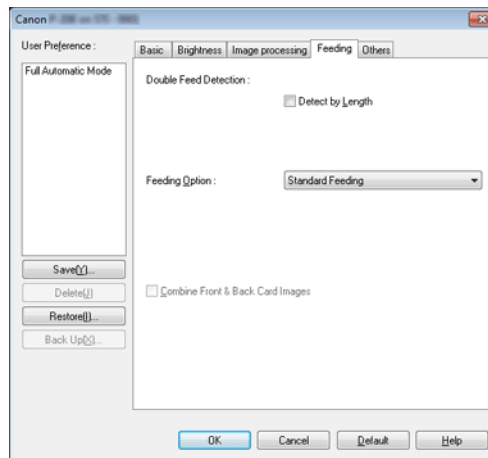 Canon
User Preference :
Full Automatic Mode
Save(Y)...
Delete(J)
Restore(I)...
Back Up(X)...
Basic Brightness Image processing Feeding Others
Double Feed Detection :
Detect by Length
Feeding Option : Standard Feeding
Combine Front & Back Card Images
OK Cancel Default Help